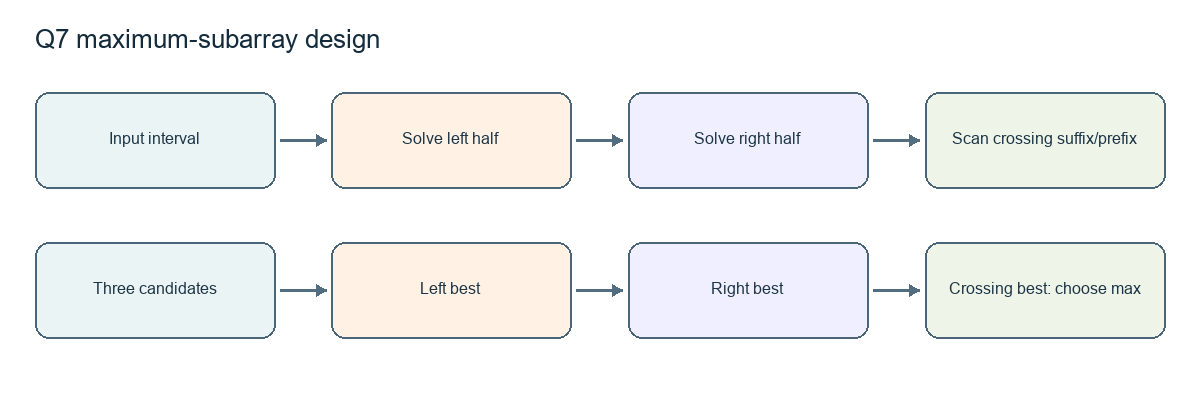 Q7 maximum-subarray design
Input interval
Solve left half
Solve right half
Scan crossing suffix/prefix
Three candidates
Left best
Right best
Crossing best: choose max